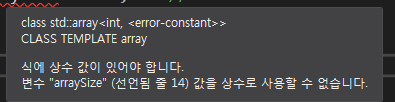 class std::array<int, <error-constant>>
CLASS TEMPLATE array
식에 상수 값이 있어야 합니다.
변수 "arraySize" (선언됨 줄 14) 값을 상수로 사용할 수 없습니다.